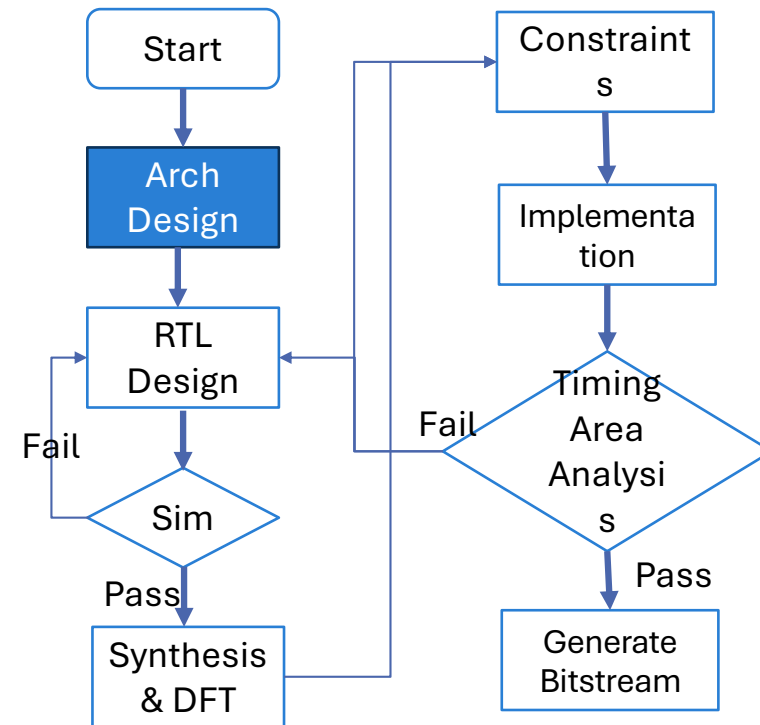 Start
Arch
Design
RTL
Design
Fail
Sim
Pass
Synthesis
& DFT
Constraint
s
Implementa
tion
Timing
Area
Analysi
s
Fail
Pass
Generate
Bitstream